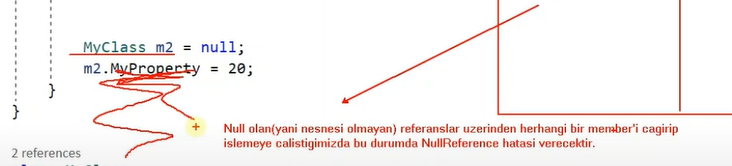 MyClass m2 = null;
m2.MyProperty = 20;
}
}
2 references
Null olan(yani nesnesi olmayan) referanslar uzerinden herhangi bir member'i cagirip
islemeye calistigimizda bu durumda NullReference hatasi verecektir.